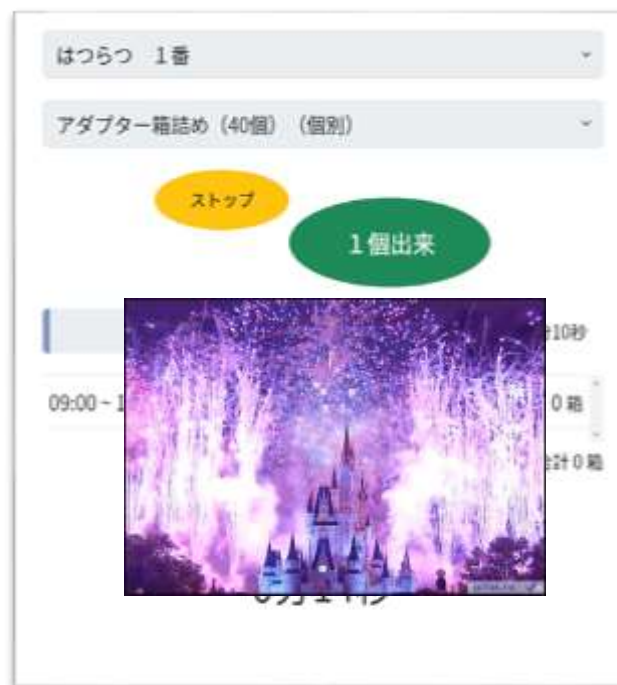 はつらつ　１番
アダプター箱詰め（40個）（個別）
ストップ
１個出来
10秒
09:00 ~ 1
0 箱
計 0 箱